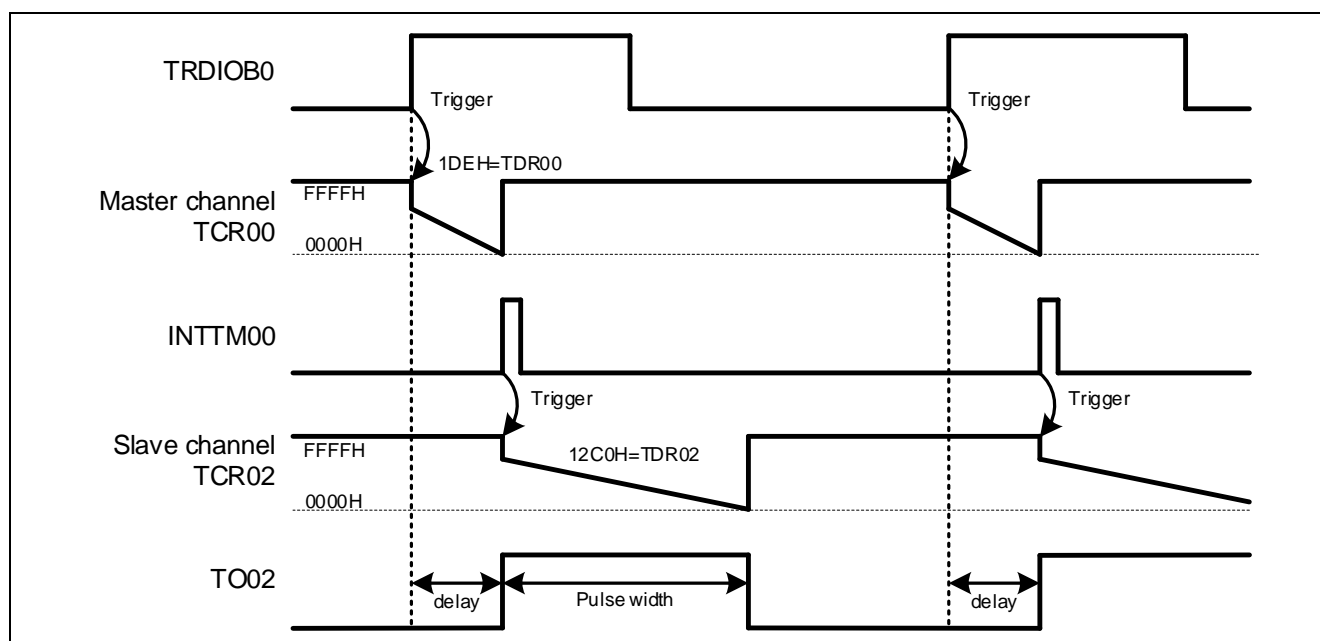 TRDIOB0
Trigger
Trigger
1DEH=TDR00
Master channel
TCR00
FFFFH
0000H
INTTM00
Trigger
Trigger
Slave channel
TCR02
FFFFH
12C0H=TDR02
0000H
TO02
delay
Pulse width
delay